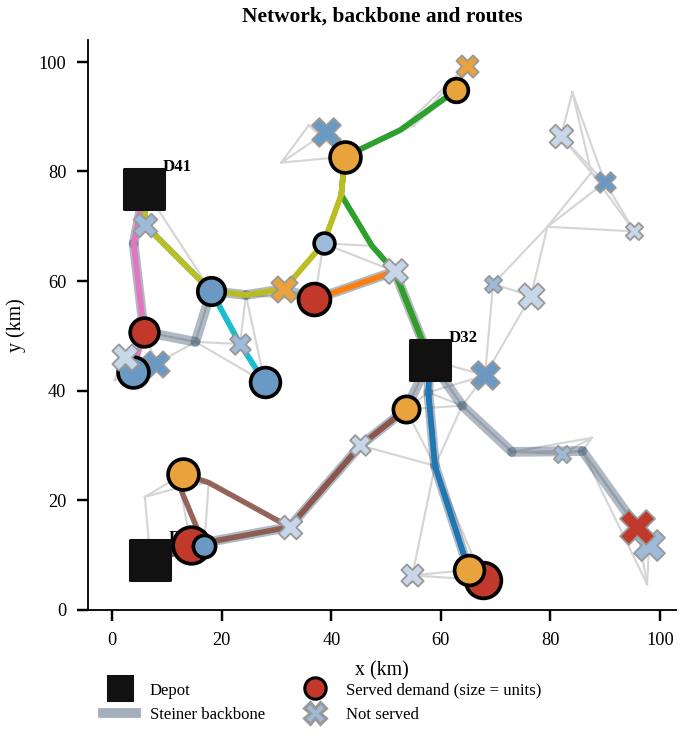 Network, backbone and routes
y (km)
100
80
60
40
20
0
D41
D32
0 20 40 60 80 100
x (km)
Depot
Served demand (size = units)
Steiner backbone
Not served